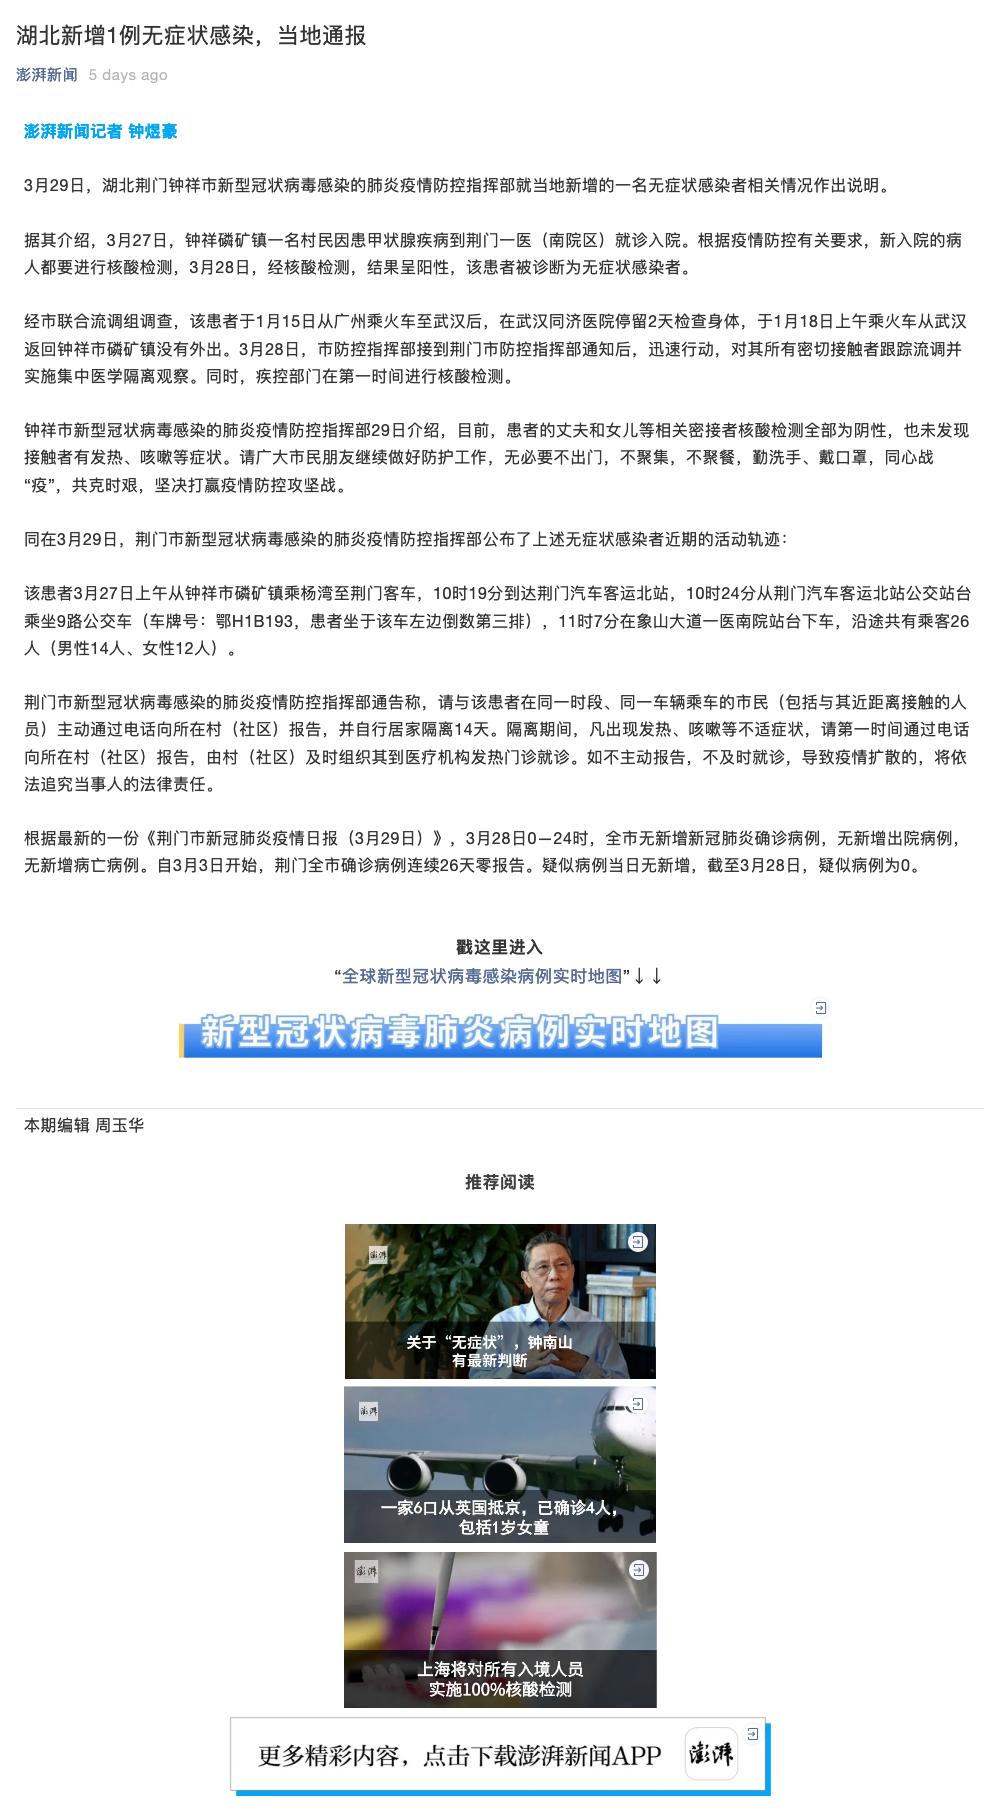 湖北新增1例无症状感染，当地通报
澎湃新闻 5 days ago
澎湃新闻记者 钟煜豪
3月29日，湖北荆门钟祥市新型冠状病毒感染的肺炎疫情防控指挥部就当地新增的一名无症状感染者相关情况作出说明。
据其介绍，3月27日，钟祥磷矿镇一名村民因患甲状腺疾病到荆门一医（南院区）就诊入院。根据疫情防控有关要求，新入院的病
人都要进行核酸检测，3月28日，经核酸检测，结果呈阳性，该患者被诊断为无症状感染者。
经市联合流调组调查，该患者于1月15日从广州乘火车至武汉后，在武汉同济医院停留2天检查身体，于1月18日上午乘火车从武汉
返回钟祥市磷矿镇没有外出。3月28日，市防控指挥部接到荆门市防控指挥部通知后，迅速行动，对其所有密切接触者跟踪流调并
实施集中医学隔离观察。同时，疾控部门在第一时间进行核酸检测。
钟祥市新型冠状病毒感染的肺炎疫情防控指挥部29日介绍，目前，患者的丈夫和女儿等相关密接者核酸检测全部为阴性，也未发现
接触者有发热、咳嗽等症状。请广大市民朋友继续做好防护工作，无必要不出门，不聚集，不聚餐，勤洗手、戴口罩，同心战
“疫”，共克时艰，坚决打赢疫情防控攻坚战。
同在3月29日，荆门市新型冠状病毒感染的肺炎疫情防控指挥部公布了上述无症状感染者近期的活动轨迹：
该患者3月27日上午从钟祥市磷矿镇乘杨湾至荆门客车，10时19分到达荆门汽车客运北站，10时24分从荆门汽车客运北站公交站台
乘坐9路公交车（车牌号：鄂H1B193，患者坐于该车左边倒数第三排），11时7分在象山大道一医南院站台下车，沿途共有乘客26
人（男性14人、女性12人）。
荆门市新型冠状病毒感染的肺炎疫情防控指挥部通告称，请与该患者在同一时段、同一车辆乘车的市民（包括与其近距离接触的人
员）主动通过电话向所在村（社区）报告，并自行居家隔离14天。隔离期间，凡出现发热、咳嗽等不适症状，请第一时间通过电话
向所在村（社区）报告，由村（社区）及时组织其到医疗机构发热门诊就诊。如不主动报告，不及时就诊，导致疫情扩散的，将依
法追究当事人的法律责任。
根据最新的一份《荆门市新冠肺炎疫情日报（3月29日）》，3月28日0—24时，全市无新增新冠肺炎确诊病例，无新增出院病例，
无新增病亡病例。自3月3日开始，荆门全市确诊病例连续26天零报告。疑似病例当日无新增，截至3月28日，疑似病例为0。
戳这里进入
“全球新型冠状病毒感染病例实时地图”↓↓
新型冠状病毒肺炎病例实时地图
本期编辑 周玉华
推荐阅读
澎湃
关于“无症状”，钟南山
有最新判断
澎湃
一家6口从英国抵京，已确诊4人，
包括1岁女童
澎湃
上海将对所有入境人员
实施100%核酸检测
更多精彩内容，点击下载澎湃新闻APP 澎湃